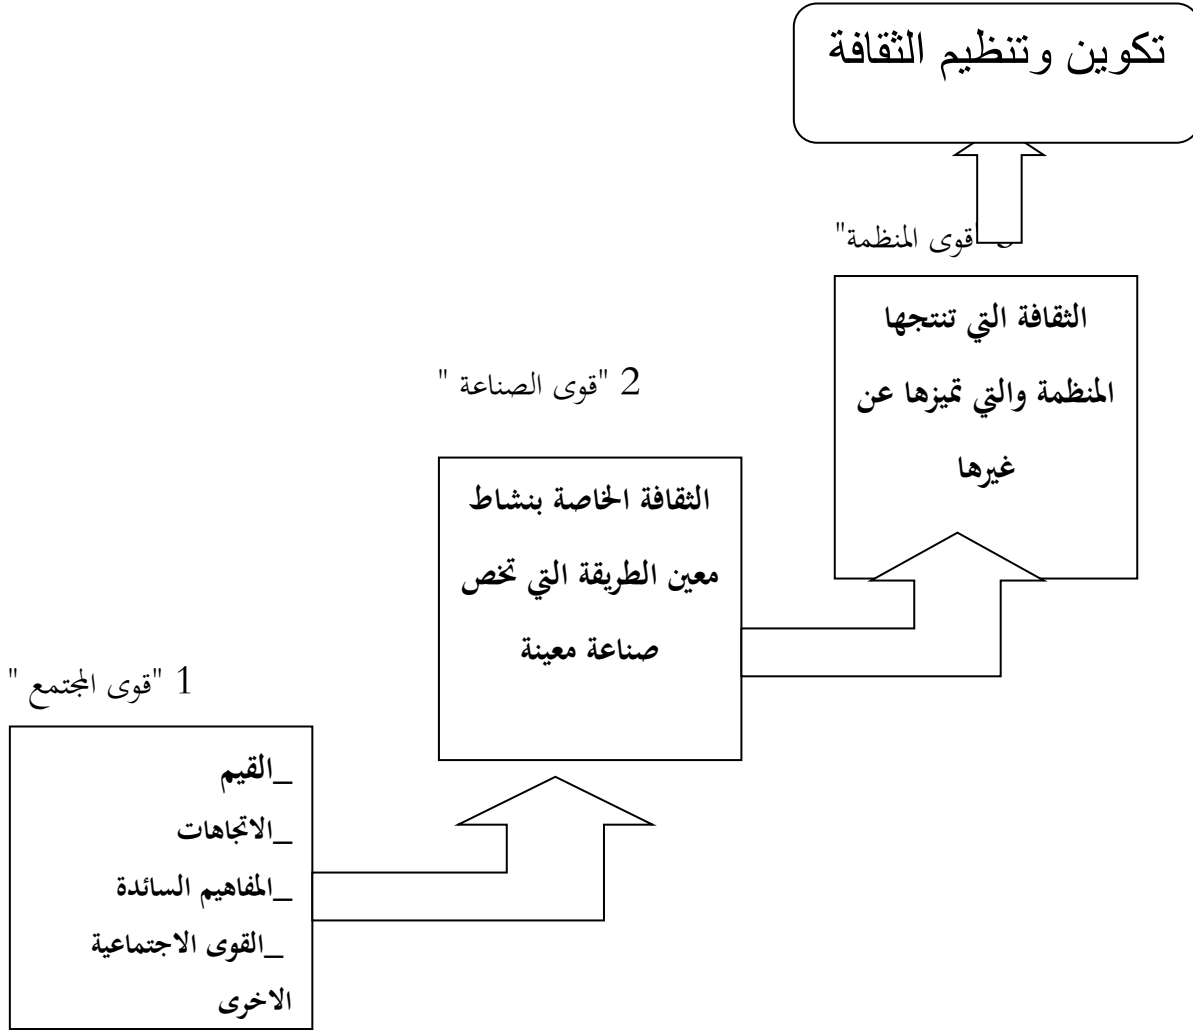 تكوين وتنظيم الثقافة
"قوى المنظمة"
الثقافة التي تنتجها
المنظمة والتي تميزها عن
غيرها
2 "قوى الصناعة "
الثقافة الخاصة بنشاط
معين الطريقة التي تخص
صناعة معينة
1 "قوى المجتمع "
_القيم
_الاتجاهات
_المفاهيم السائدة
_القوى الاجتماعية
الاخرى